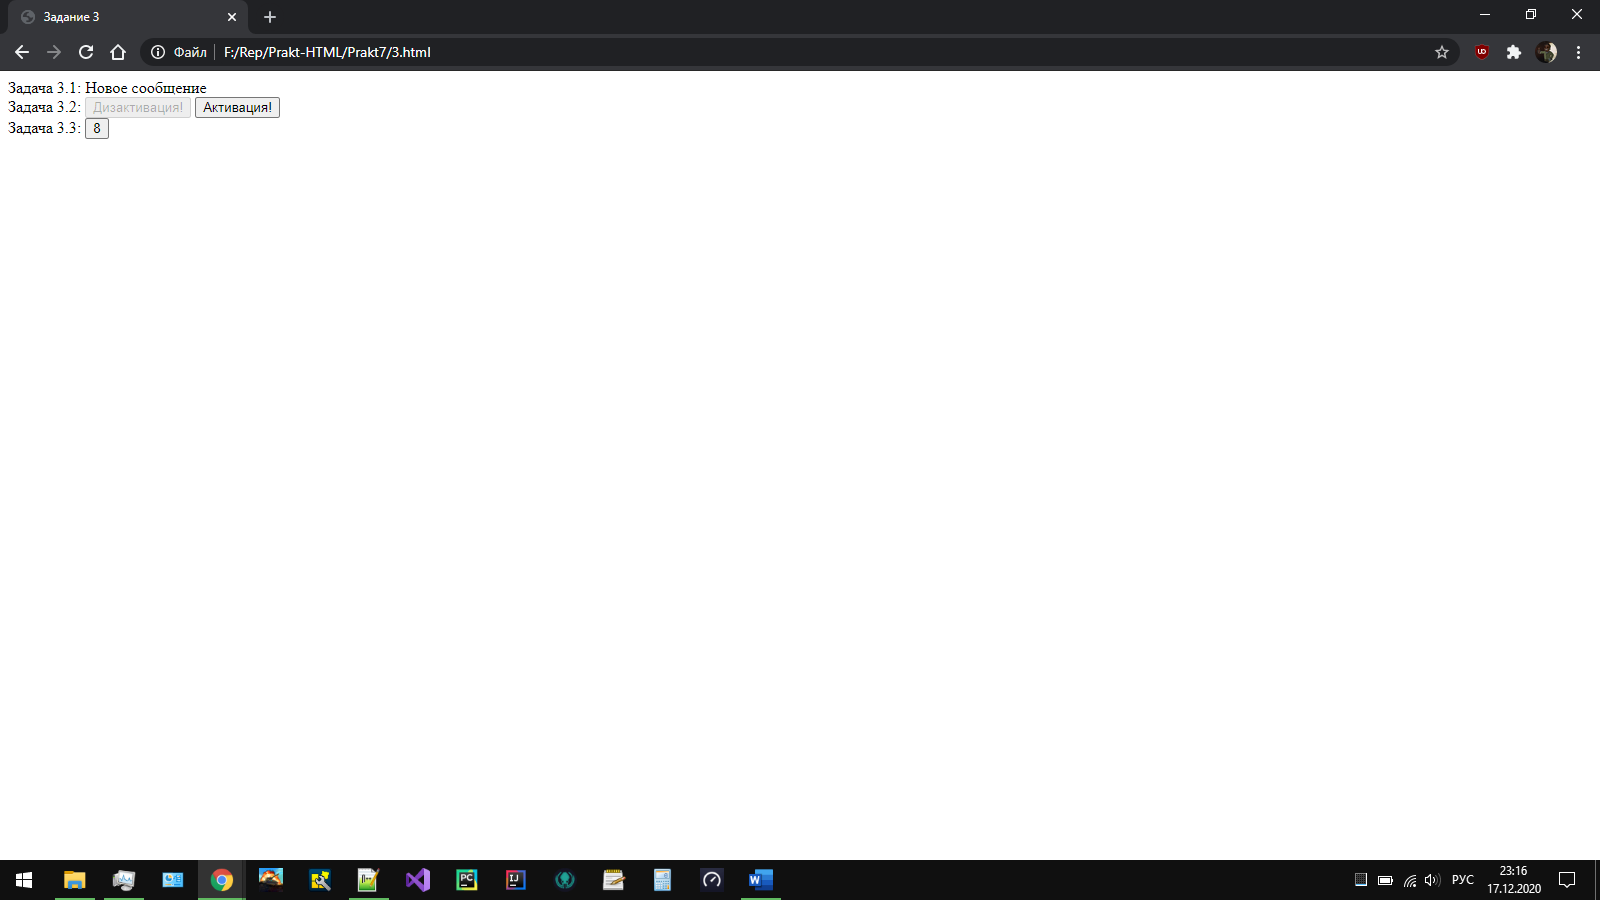 Задание 3
Файл F:/Rep/Prakt-HTML/Prakt7/3.html
Задача 3.1: Новое сообщение
Задача 3.2: Дизактивация! Активация!
Задача 3.3: 8
РУС
23:16
17.12.2020